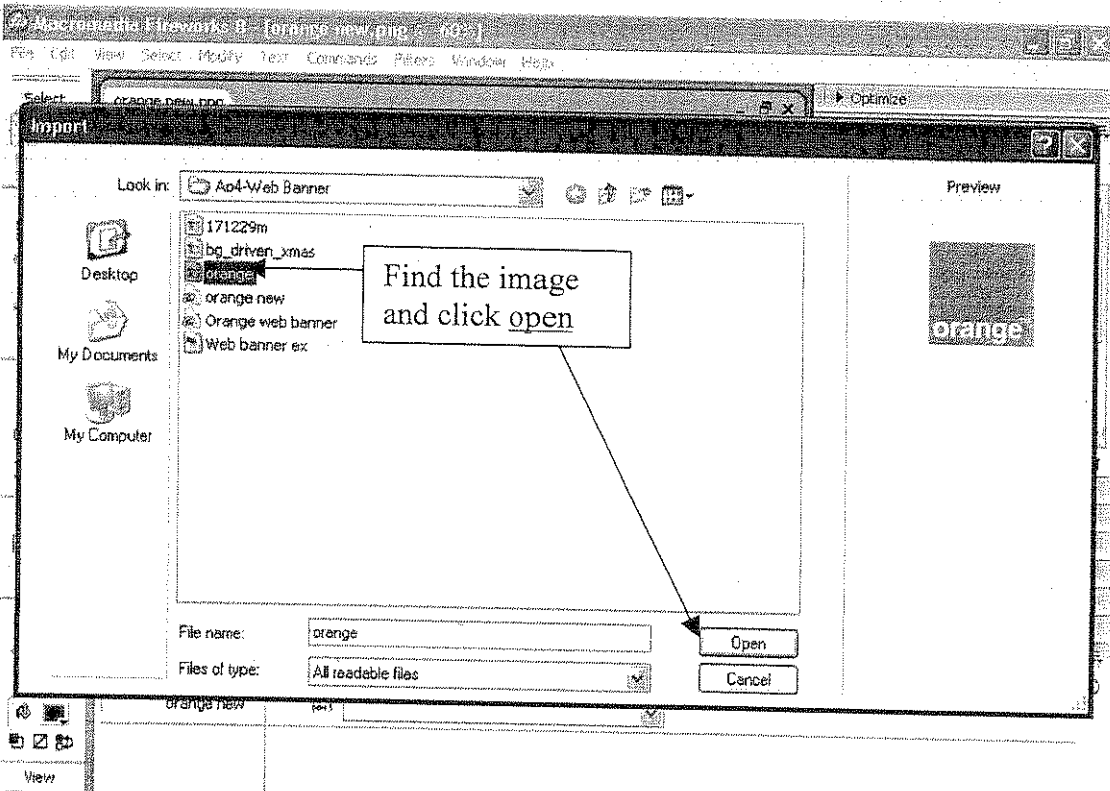 Macromedia Fireworks 8 - [orange new.png
File Edit View Select Modify Text Commands Filters Window Help
Select
orange new.png
Optimize
Import
Look in:
Ap4-Web Banner
Preview
Desktop
My Documents
My Computer
171229m
bg_driven_xmas
orange
orange new
Orange web banner
Web banner ex
Find the image
and click open
orange
File name:
orange
Open
Files of type:
All readable files
Cancel
orange new
View